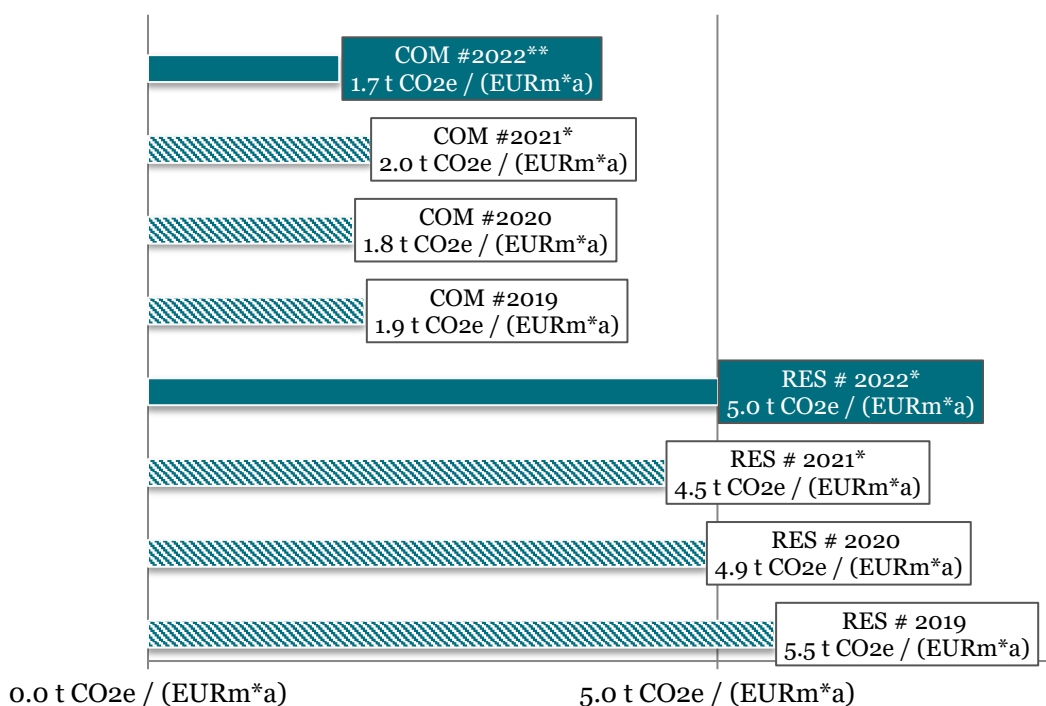 COM #2022**
1.7 t CO2e / (EURm*a)
COM #2021*
2.0 t CO2e / (EURm*a)
COM #2020
1.8 t CO2e / (EURm*a)
COM #2019
1.9 t CO2e / (EURm*a)
RES # 2022*
5.0 t CO2e / (EURm*a)
RES # 2021*
4.5 t CO2e / (EURm*a)
RES # 2020
4.9 t CO2e / (EURm*a)
RES # 2019
5.5 t CO2e / (EURm*a)
0.0 t CO2e / (EURm*a)
5.0 t CO2e / (EURm*a)